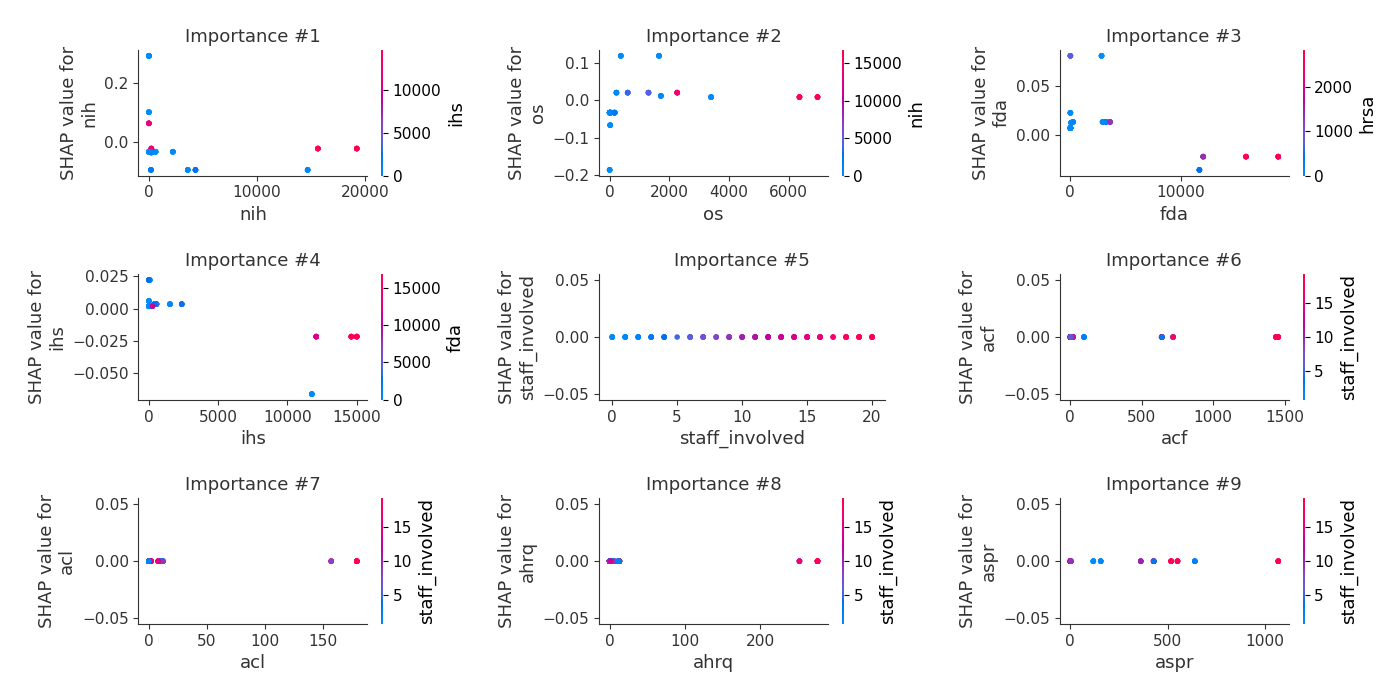 Importance #1
SHAP value for
nih
0.2
0.0
0
10000
20000
nih
10000
5000
0
ihs
Importance #2
SHAP value for
os
0.1
0.0
−0.1
−0.2
0
2000
4000
6000
os
15000
10000
5000
0
nih
Importance #3
SHAP value for
fda
0.05
0.00
0
10000
fda
2000
1000
0
hrsa
Importance #4
SHAP value for
ihs
0.025
0.000
−0.025
−0.050
0
5000
10000
15000
ihs
15000
10000
5000
0
fda
Importance #5
SHAP value for
staff_involved
0.05
0.00
−0.05
0
5
10
15
20
staff_involved
Importance #6
SHAP value for
acf
0.05
0.00
−0.05
0
500
1000
1500
acf
15
10
5
staff_involved
Importance #7
SHAP value for
acl
0.05
0.00
−0.05
0
50
100
150
acl
15
10
5
staff_involved
Importance #8
SHAP value for
ahrq
0.05
0.00
−0.05
0
100
200
ahrq
15
10
5
staff_involved
Importance #9
SHAP value for
aspr
0.05
0.00
−0.05
0
500
1000
aspr
15
10
5
staff_involved